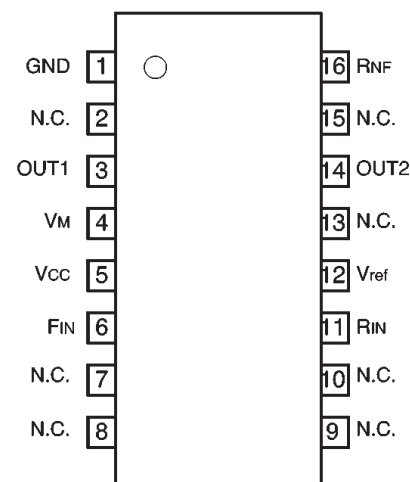 GND 1 16 RNF
N.C. 2 15 N.C.
OUT1 3 14 OUT2
VM 4 13 N.C.
VCC 5 12 Vref
FIN 6 11 RIN
N.C. 7 10 N.C.
N.C. 8 9 N.C.